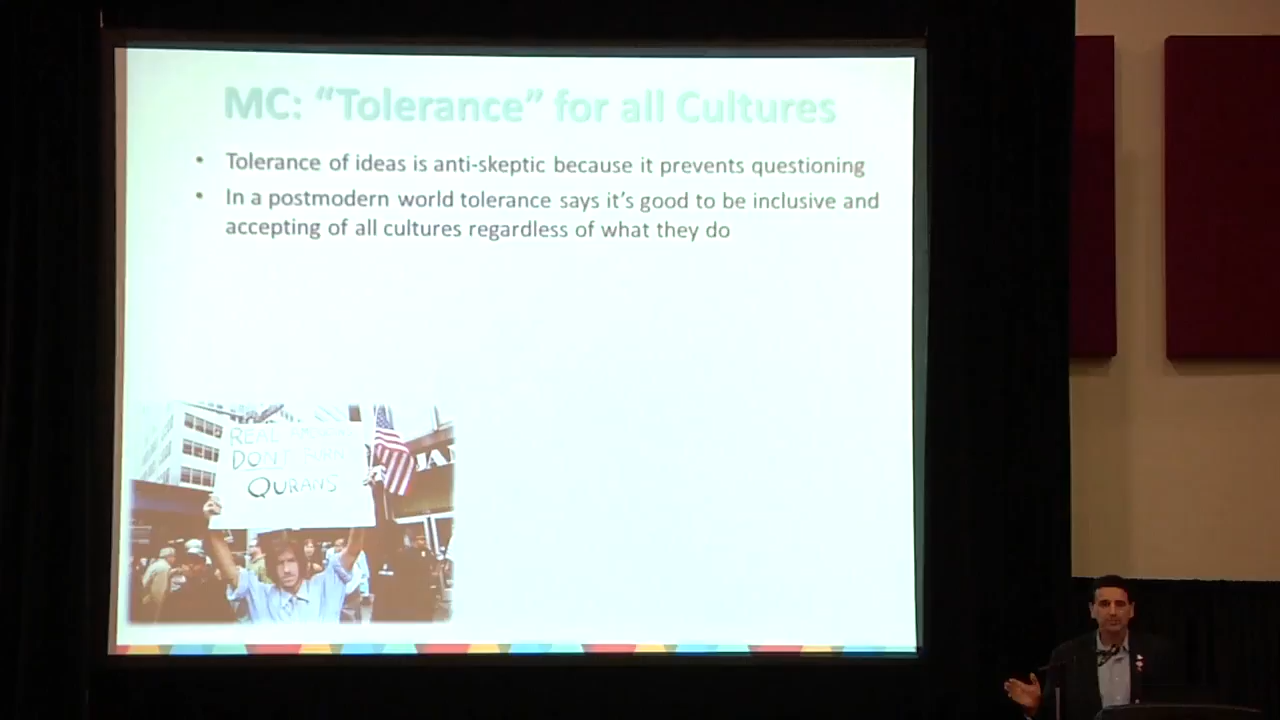 MC: “Tolerance” for all Cultures
• Tolerance of ideas is anti-skeptic because it prevents questioning
• In a postmodern world tolerance says it’s good to be inclusive and
accepting of all cultures regardless of what they do
REAL
DON'T BURN
QURANS
JA